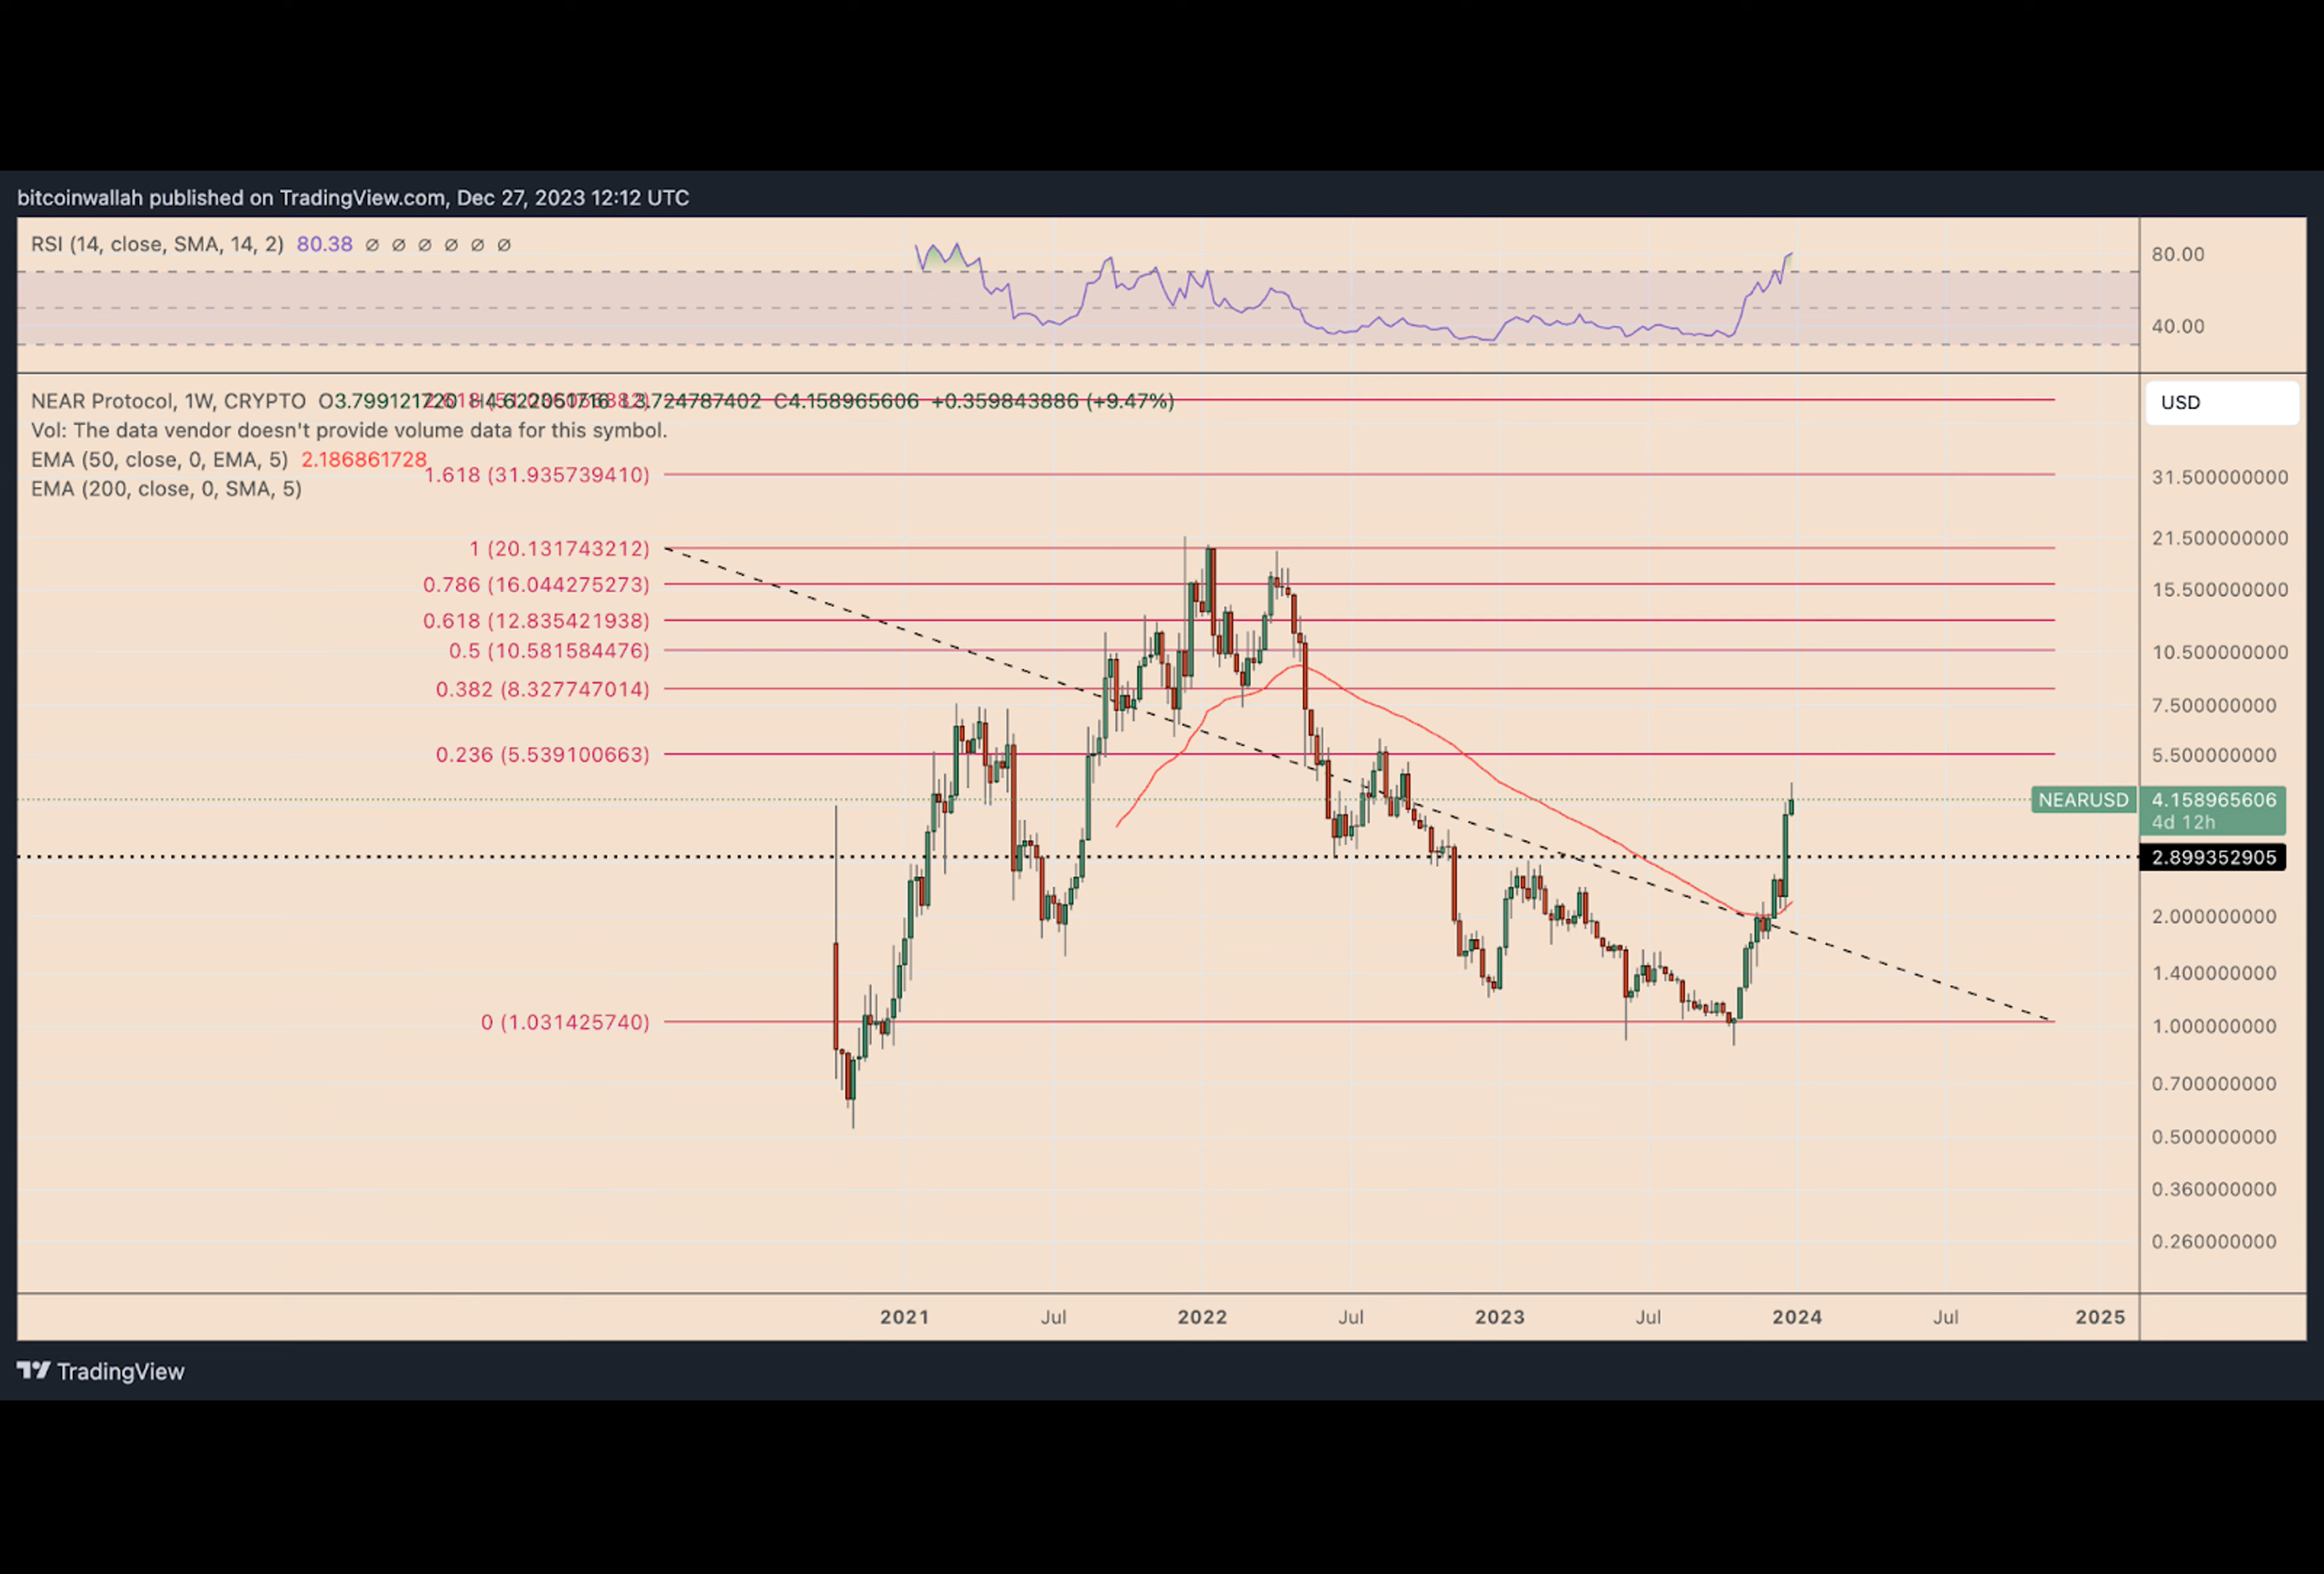 bitcoinwallah published on TradingView.com, Dec 27, 2023 12:12 UTC
RSI (14, close, SMA, 14, 2) 80.38 ∅ ∅ ∅ ∅ ∅ ∅
80.00
40.00
NEAR Protocol, 1W, CRYPTO O3.799121720 L3.724787402 C4.158965606 +0.359843886 (+9.47%)
USD
Vol: The data vendor doesn't provide volume data for this symbol.
EMA (50, close, 0, EMA, 5) 2.186861728
1.618 (31.935739410)
31.500000000
EMA (200, close, 0, SMA, 5)
21.500000000
1 (20.131743212)
0.786 (16.044275273)
15.500000000
0.618 (12.835421938)
0.5 (10.581584476)
10.500000000
0.382 (8.327747014)
7.500000000
0.236 (5.539100663)
5.500000000
NEARUSD 4.158965606
4d 12h
2.899352905
2.000000000
1.400000000
0 (1.031425740)
1.000000000
0.700000000
0.500000000
0.360000000
0.260000000
2021 Jul 2022 Jul 2023 Jul 2024 Jul 2025
TradingView